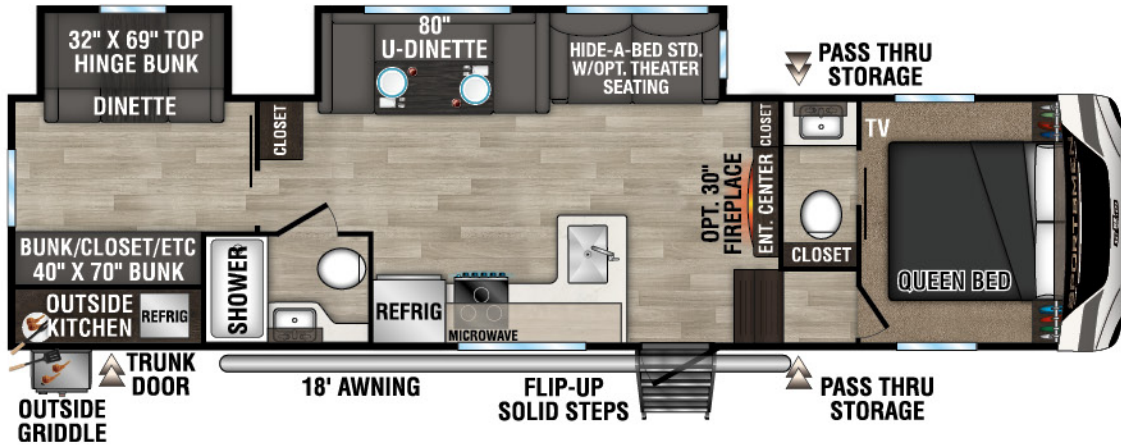 32" X 69" TOP
HINGE BUNK
DINETTE
80"
U-DINETTE
HIDE-A-BED STD.
W/OPT. THEATER
SEATING
PASS THRU
STORAGE
CLOSET
CLOSET
TV
OPT. 30"
FIREPLACE
ENT. CENTER
CLOSET
QUEEN BED
SPORTSMEN
BUNK/CLOSET/ETC
40" X 70" BUNK
OUTSIDE
KITCHEN
REFRIG
SHOWER
REFRIG
MICROWAVE
TRUNK
DOOR
OUTSIDE
GRIDDLE
18' AWNING
FLIP-UP
SOLID STEPS
PASS THRU
STORAGE